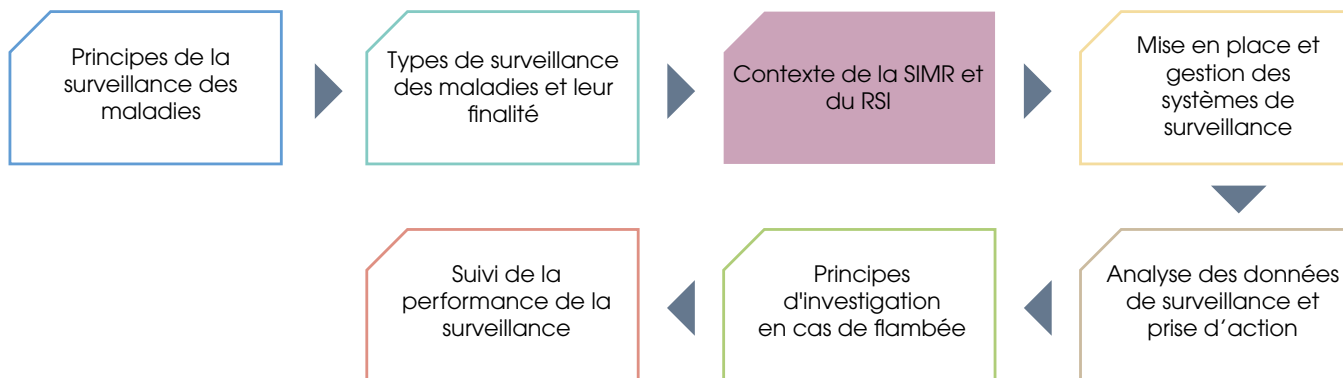 Principes de la
surveillance des
maladies
Types de surveillance
des maladies et leur
finalité
Contexte de la SIMR et
du RSI
Mise en place et
gestion des
systèmes de
surveillance
Analyse des données
de surveillance et
prise d’action
Principes
d'investigation
en cas de flambée
Suivi de la
performance de la
surveillance